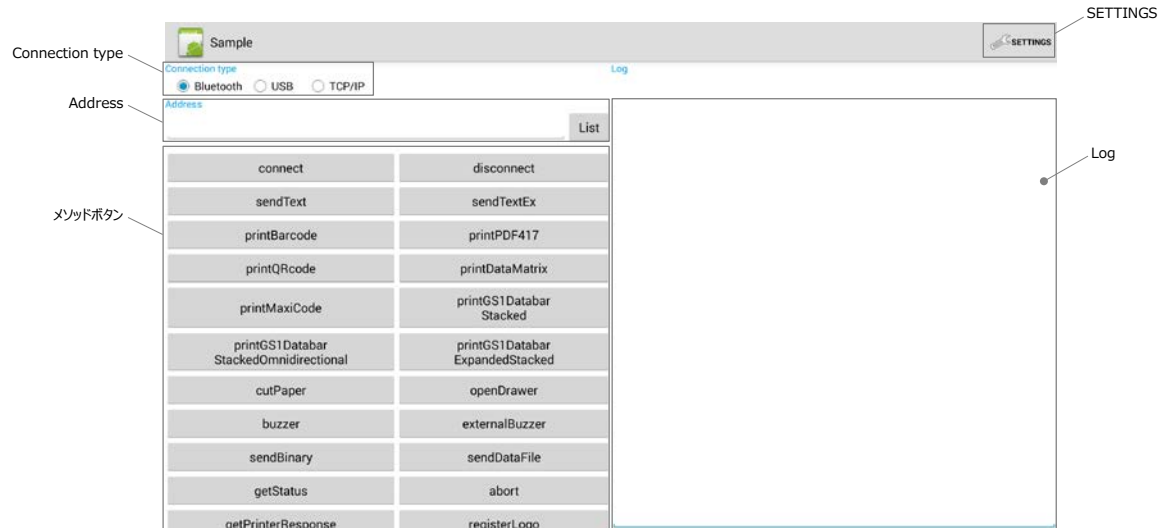 SETTINGS
Sample
SETTINGS
Connection type
Connection type
Log
Bluetooth USB TCP/IP
Address
Address
List
connect disconnect
Log
sendText sendTextEx
メソッドボタン
printBarcode printPDF417
printQRcode printDataMatrix
printMaxiCode
printGS1Databar
Stacked
printGS1Databar
StackedOmnidirectional
printGS1Databar
ExpandedStacked
cutPaper openDrawer
buzzer externalBuzzer
sendBinary sendDataFile
getStatus abort
getPrinterResponse registerLogo